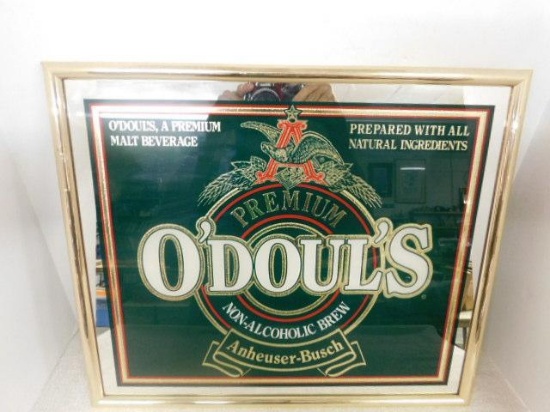 O'DOUL'S, A PREMIUM
MALT BEVERAGE
PREPARED WITH ALL
NATURAL INGREDIENTS
A
PREMIUM
O'DOUL'S
NON-ALCOHOLIC BREW
Anheuser-Busch